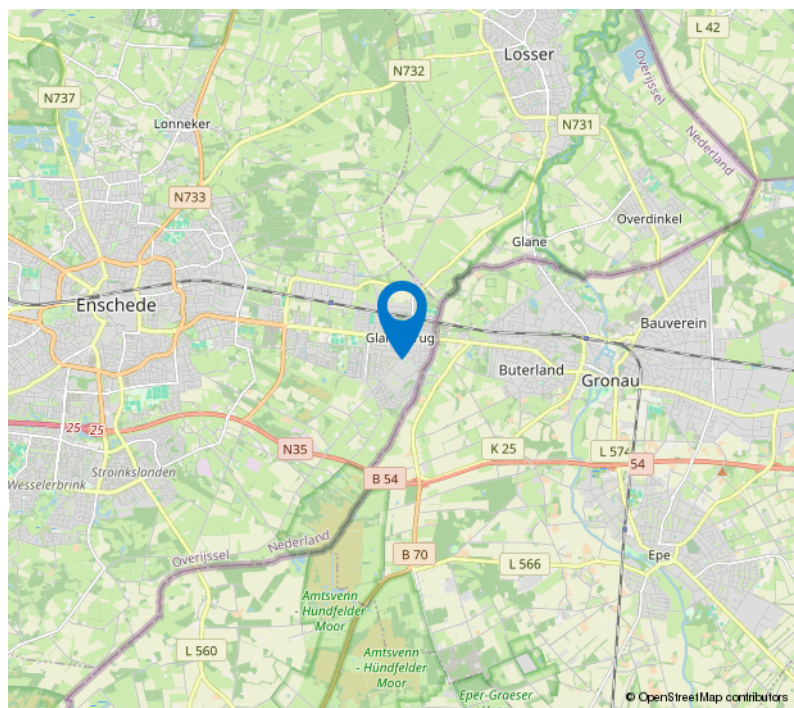 L 42
Losser
N732
N737
Overijssel
Lonneker
N731
Nederland
N733
Overdinkel
Glane
Enschede
Bauverein
Buterland
Gronau
25
25
N35
K 25
L 574
54
Stroinkslanden
Wesselerbrink
B 54
Nederland
Overijssel
B 70
L 566
Epe
Amtsvenn
- Hündfelder
Moor
L 560
Amtsvenn
- Hündfelder
Moor
Eper-Graeser
© OpenStreetMap contributors